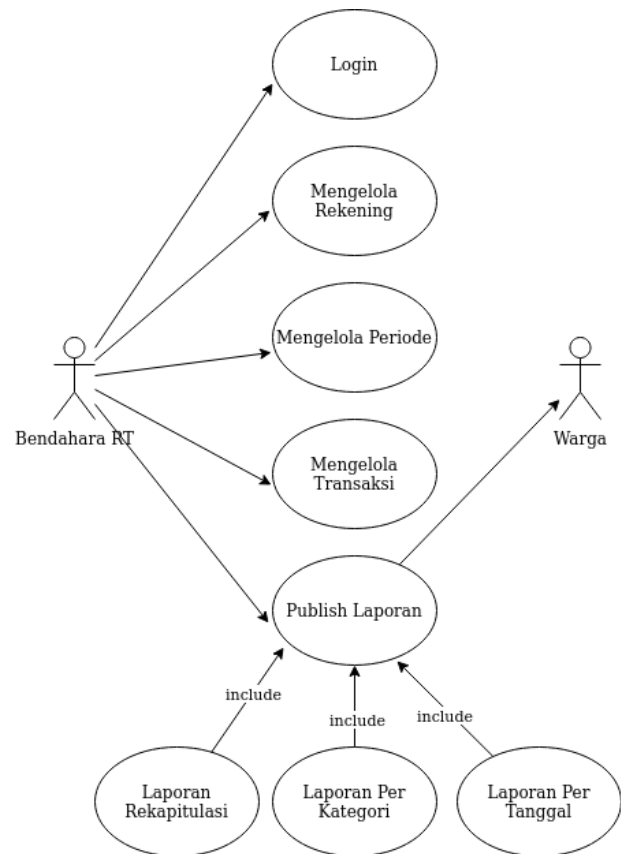 Login
Mengelola
Rekening
Mengelola Periode
Bendahara RT
Warga
Mengelola
Transaksi
Publish Laporan
include
include
include
Laporan
Rekapitulasi
Laporan Per
Kategori
Laporan Per
Tanggal